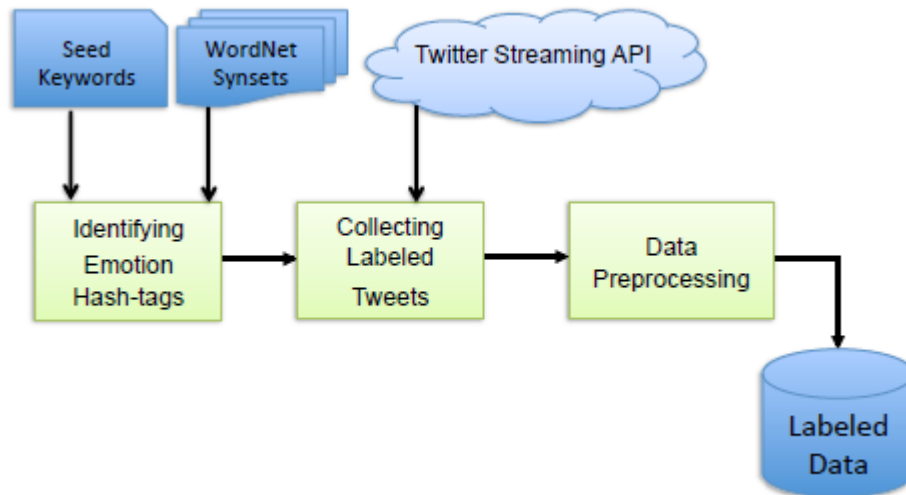 Seed
Keywords
WordNet
Synsets
Twitter Streaming API
Identifying
Emotion
Hash-tags
Collecting
Labeled
Tweets
Data
Preprocessing
Labeled
Data